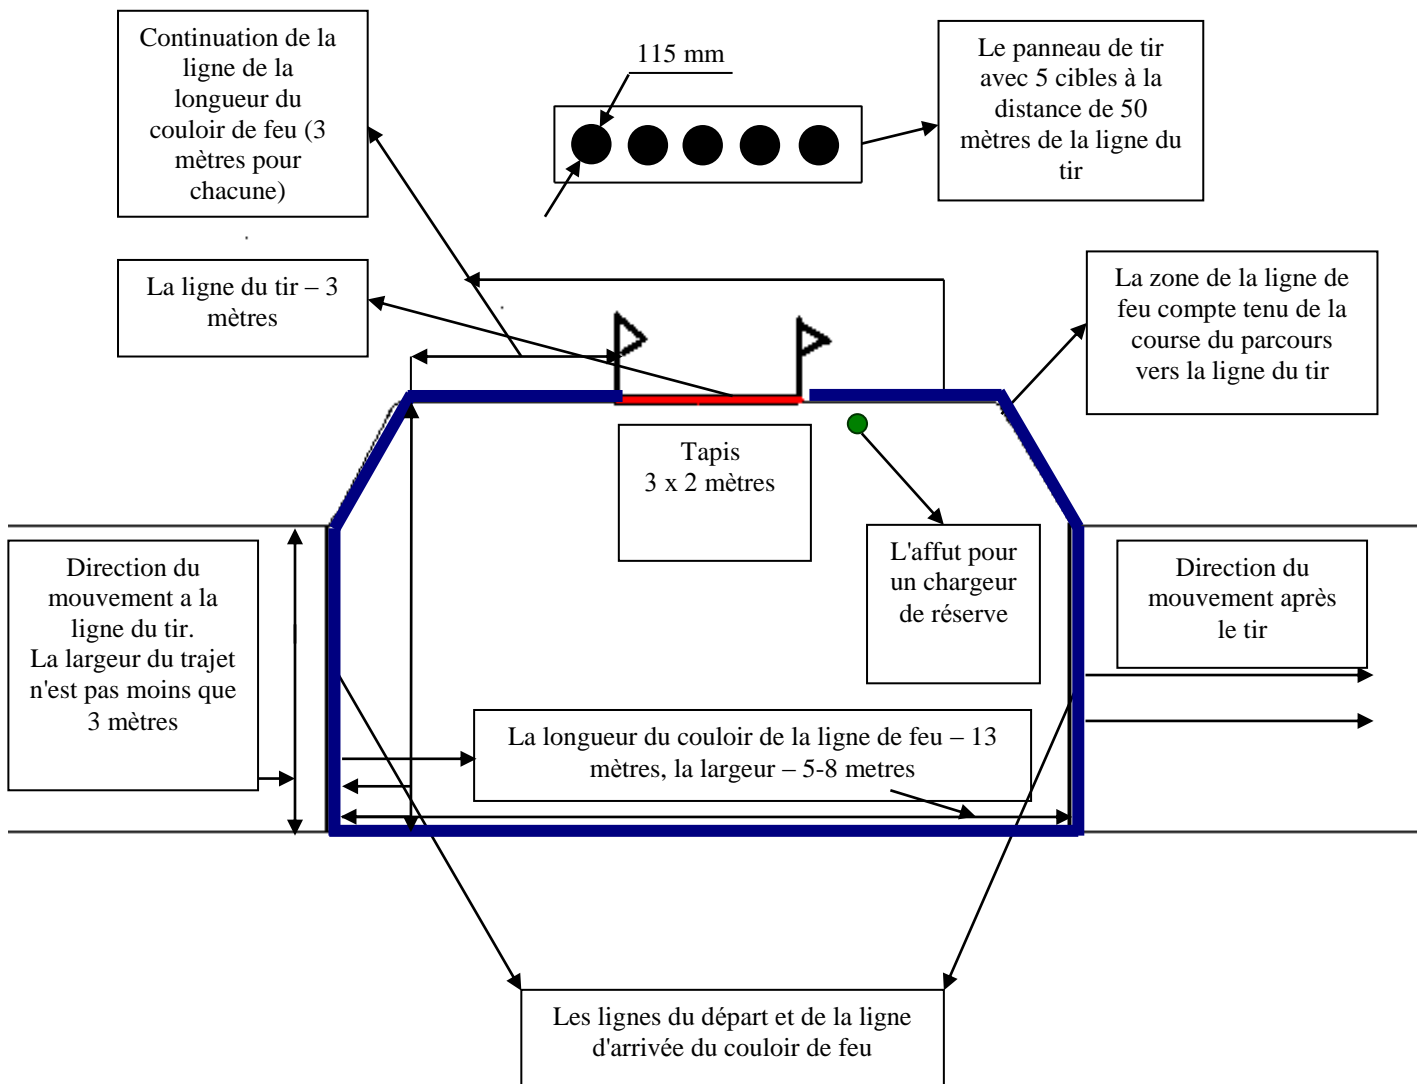 Continuation de la
ligne de la
longueur du
couloir de feu (3
mètres pour
chacune)
115 mm
Le panneau de tir
avec 5 cibles à la
distance de 50
mètres de la ligne du
tir
La ligne du tir – 3
mètres
La zone de la ligne de
feu compte tenu de la
course du parcours
vers la ligne du tir
Tapis
3 x 2 mètres
L'affut pour
un chargeur
de réserve
Direction du
mouvement a la
ligne du tir.
La largeur du trajet
n'est pas moins que
3 mètres
Direction du
mouvement après
le tir
La longueur du couloir de la ligne de feu – 13
mètres, la largeur – 5-8 metres
Les lignes du départ et de la ligne
d'arrivée du couloir de feu